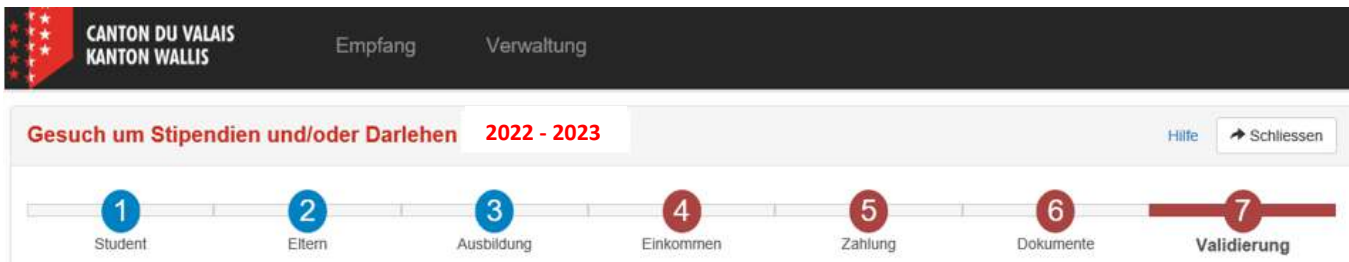 CANTON DU VALAIS
KANTON WALLIS
Empfang Verwaltung
Gesuch um Stipendien und/oder Darlehen 2022 - 2023 Hilfe Schliessen
1 2 3 4 5 6 7
Student Eltern Ausbildung Einkommen Zahlung Dokumente Validierung